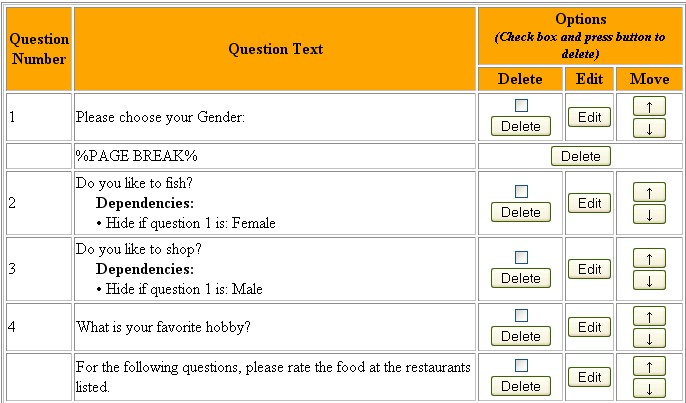 Question Number
Question Text
Options
(Check box and press button to delete)
Delete Edit Move
1 Please choose your Gender: Delete Edit ↑ ↓
%PAGE BREAK% Delete
2 Do you like to fish? Delete Edit ↑ ↓
Dependencies:
• Hide if question 1 is: Female
3 Do you like to shop? Delete Edit ↑ ↓
Dependencies:
• Hide if question 1 is: Male
4 What is your favorite hobby? Delete Edit ↑ ↓
For the following questions, please rate the food at the restaurants
listed. Delete Edit ↑ ↓